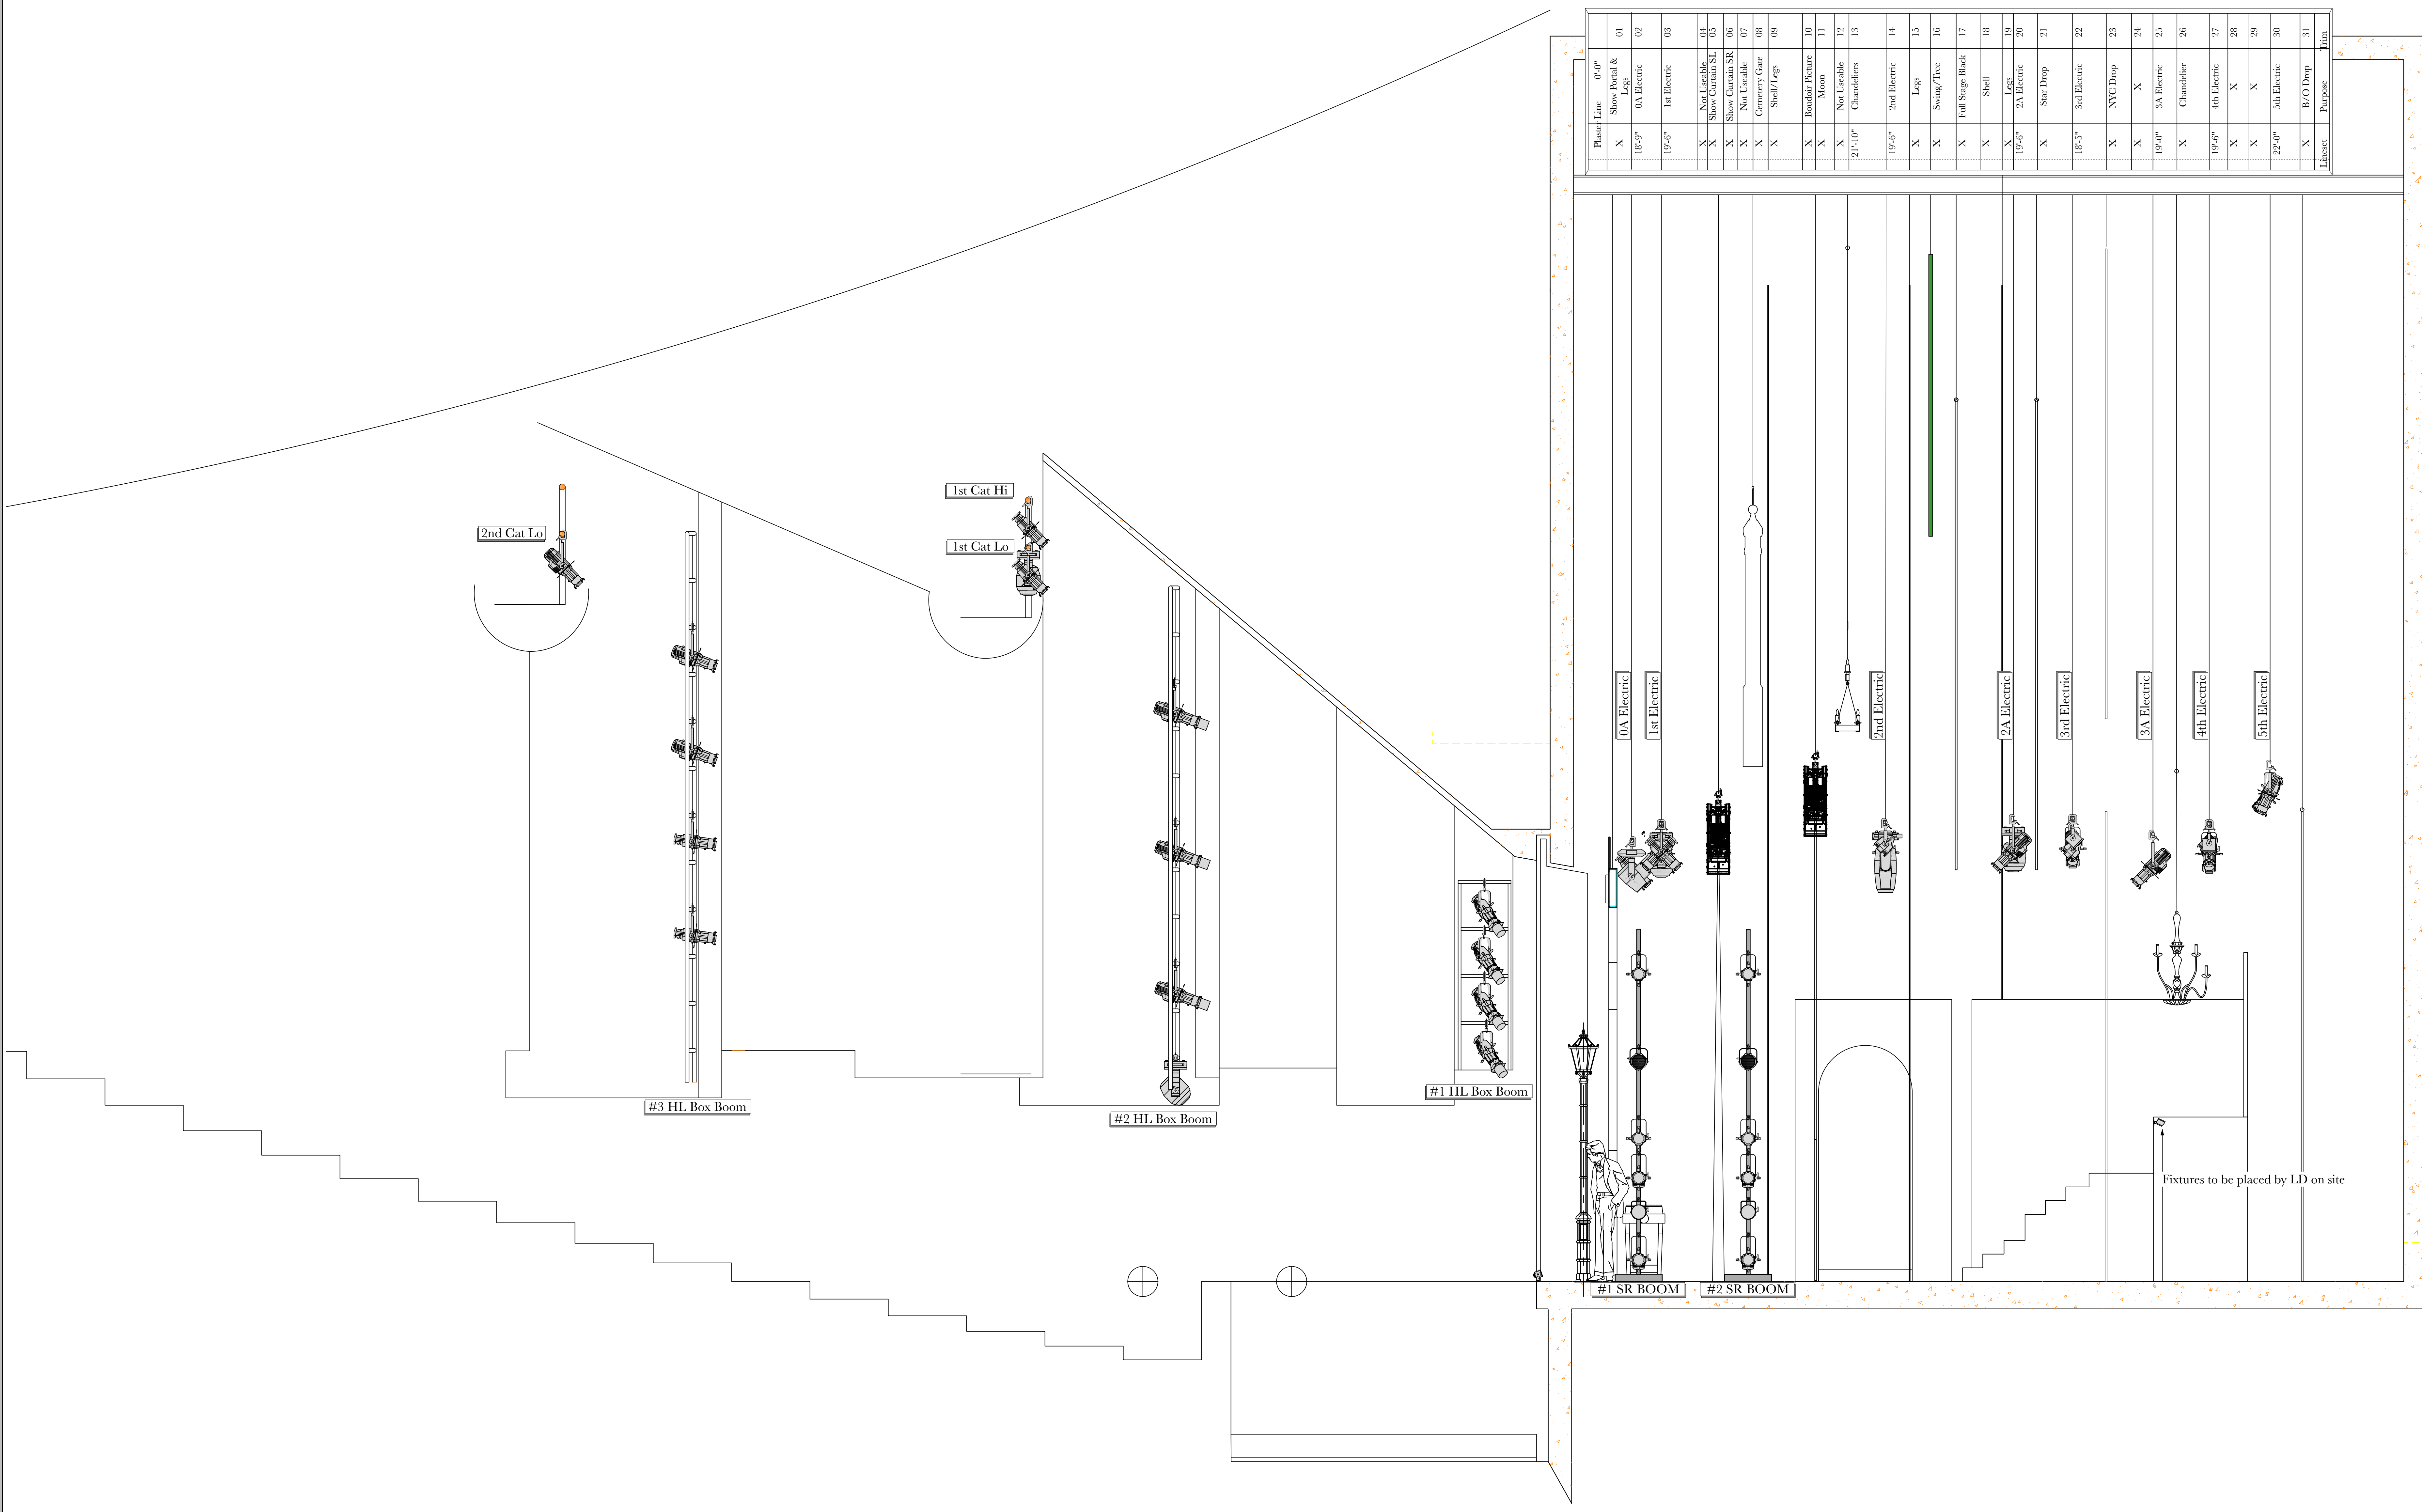 Plaster Line 0'-0"
X Show Portal & Legs 01
18'-9" 0A Electric 02
19'-6" 1st Electric 03
X Not Useable 04
X Show Curtain SL 05
X Show Curtain SR 06
X Not Useable 07
X Cemetery Gate 08
X Shell/Legs 09
X Boudoir Picture 10
X Moon 11
X Not Useable 12
21'-10" Chandeliers 13
19'-6" 2nd Electric 14
X Legs 15
X Swing/Tree 16
X Full Stage Black 17
X Shell 18
X Legs 19
19'-6" 2A Electric 20
X Star Drop 21
18'-5" 3rd Electric 22
X NYC Drop 23
X X 24
19'-0" 3A Electric 25
X Chandelier 26
19'-6" 4th Electric 27
X X 28
X X 29
22'-0" 5th Electric 30
X B/O Drop 31
Lineset Purpose Trim
1st Cat Hi
2nd Cat Lo
1st Cat Lo
0A Electric
1st Electric
2nd Electric
2A Electric
3rd Electric
3A Electric
4th Electric
5th Electric
#3 HL Box Boom
#2 HL Box Boom
#1 HL Box Boom
Fixtures to be placed by LD on site
#1 SR BOOM
#2 SR BOOM